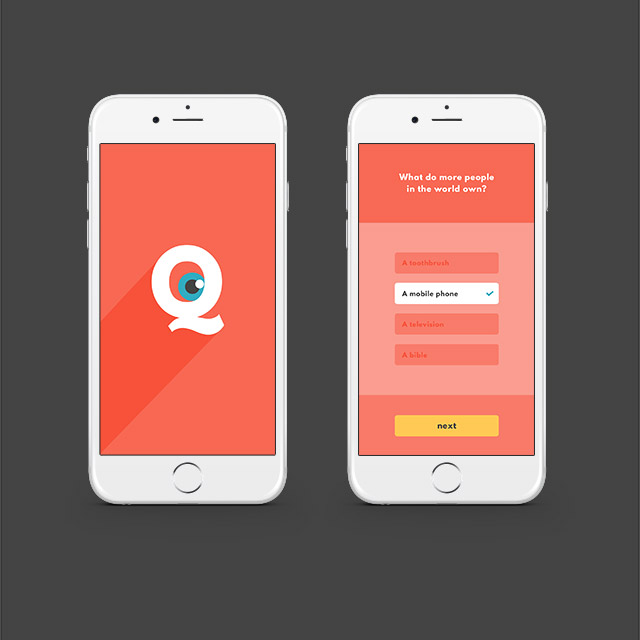 Q
What do more people
in the world own?
A toothbrush
A mobile phone
A television
A bible
next